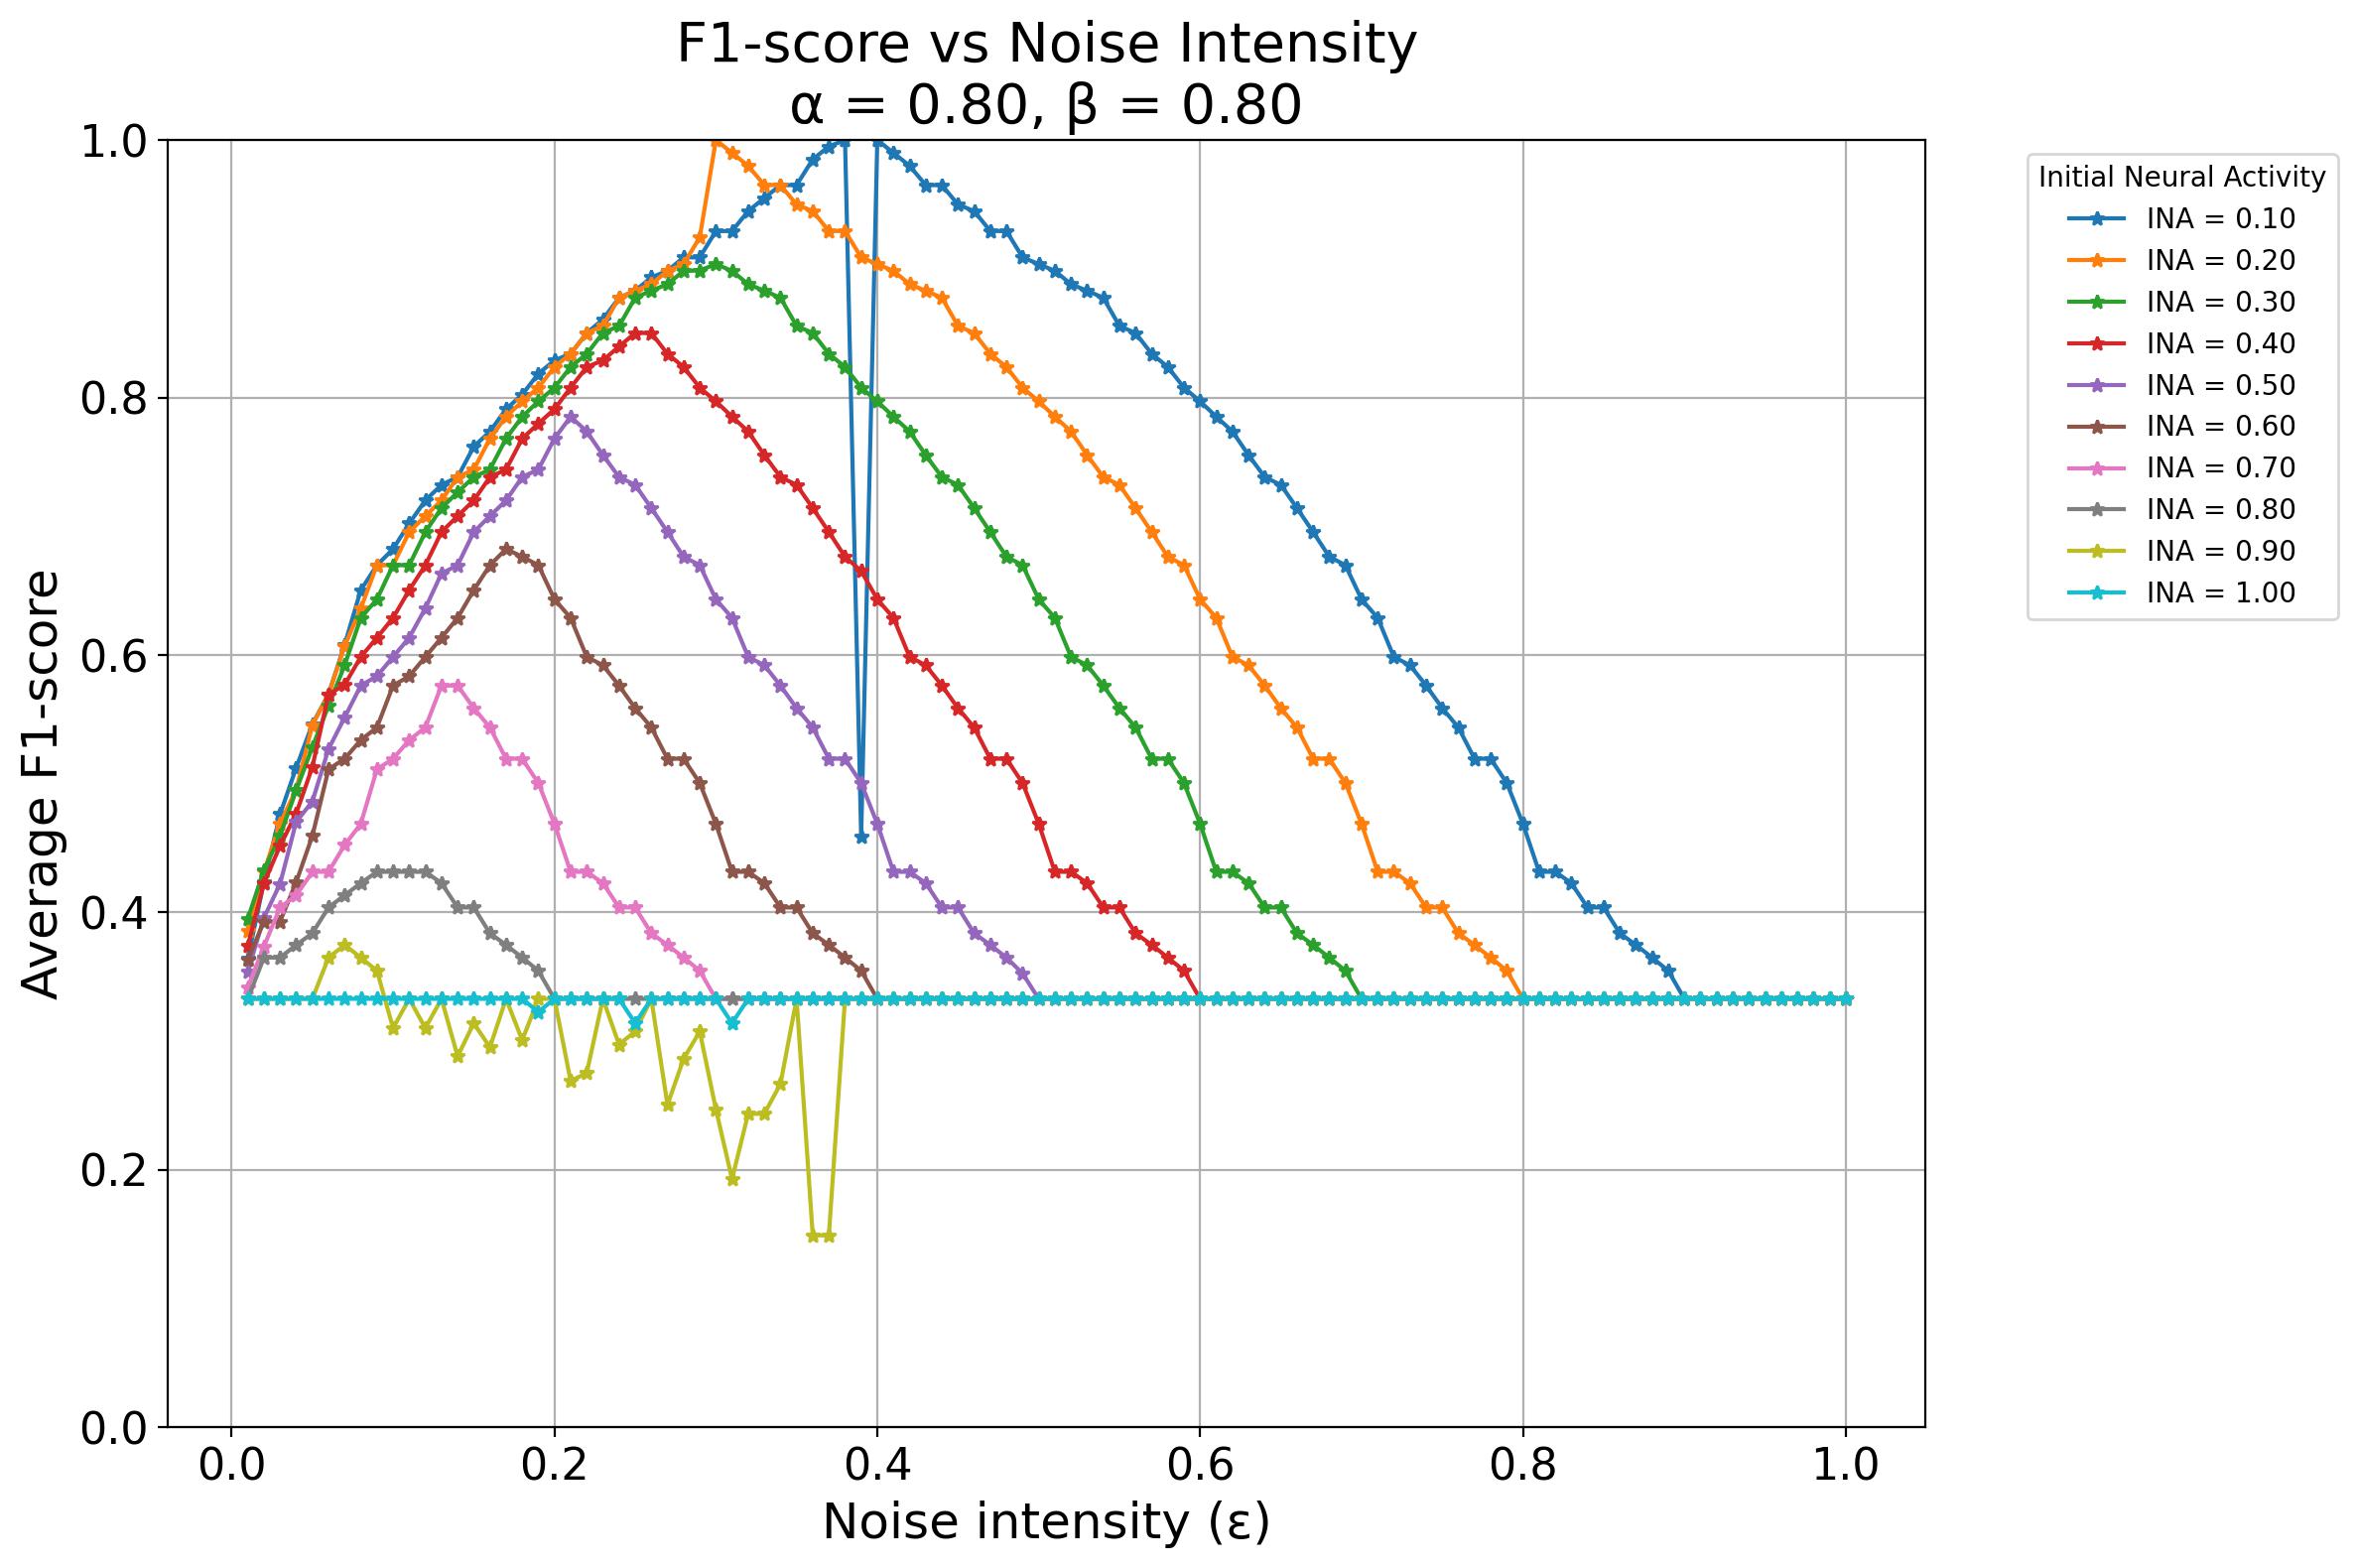 F1-score vs Noise Intensity
α = 0.80, β = 0.80
Average F1-score
1.0
0.8
0.6
0.4
0.2
0.0
0.0 0.2 0.4 0.6 0.8 1.0
Noise intensity (ε)
Initial Neural Activity
INA = 0.10
INA = 0.20
INA = 0.30
INA = 0.40
INA = 0.50
INA = 0.60
INA = 0.70
INA = 0.80
INA = 0.90
INA = 1.00